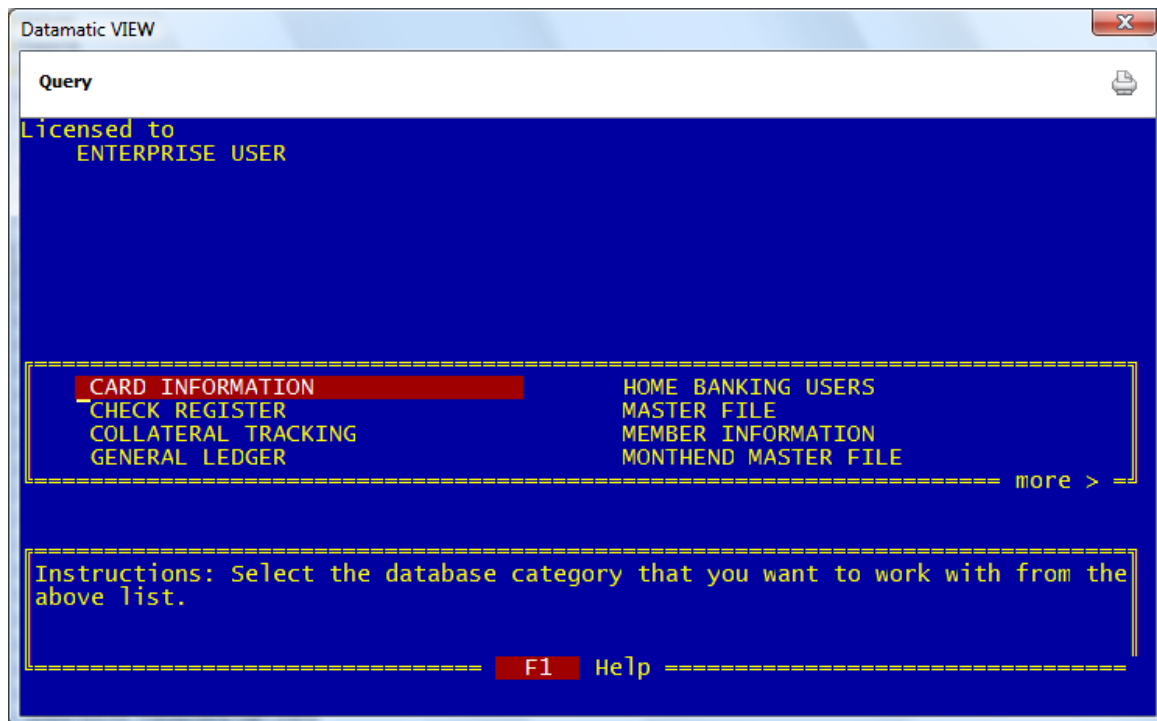 Datamatic VIEW
Query
Licensed to
ENTERPRISE USER
CARD INFORMATION HOME BANKING USERS
CHECK REGISTER MASTER FILE
COLLATERAL TRACKING MEMBER INFORMATION
GENERAL LEDGER MONTHEND MASTER FILE
more >
Instructions: Select the database category that you want to work with from the
above list.
F1 Help